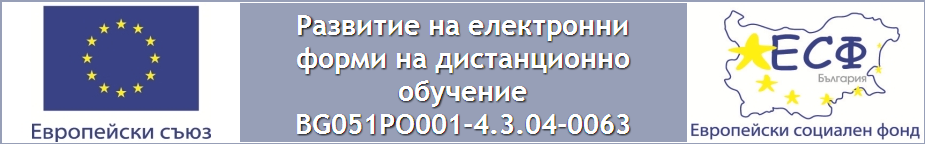 Европейски съюз
Развитие на електронни
форми на дистанционно
обучение
BG051PO001-4.3.04-0063
ЕСФ
България
Европейски социален фонд